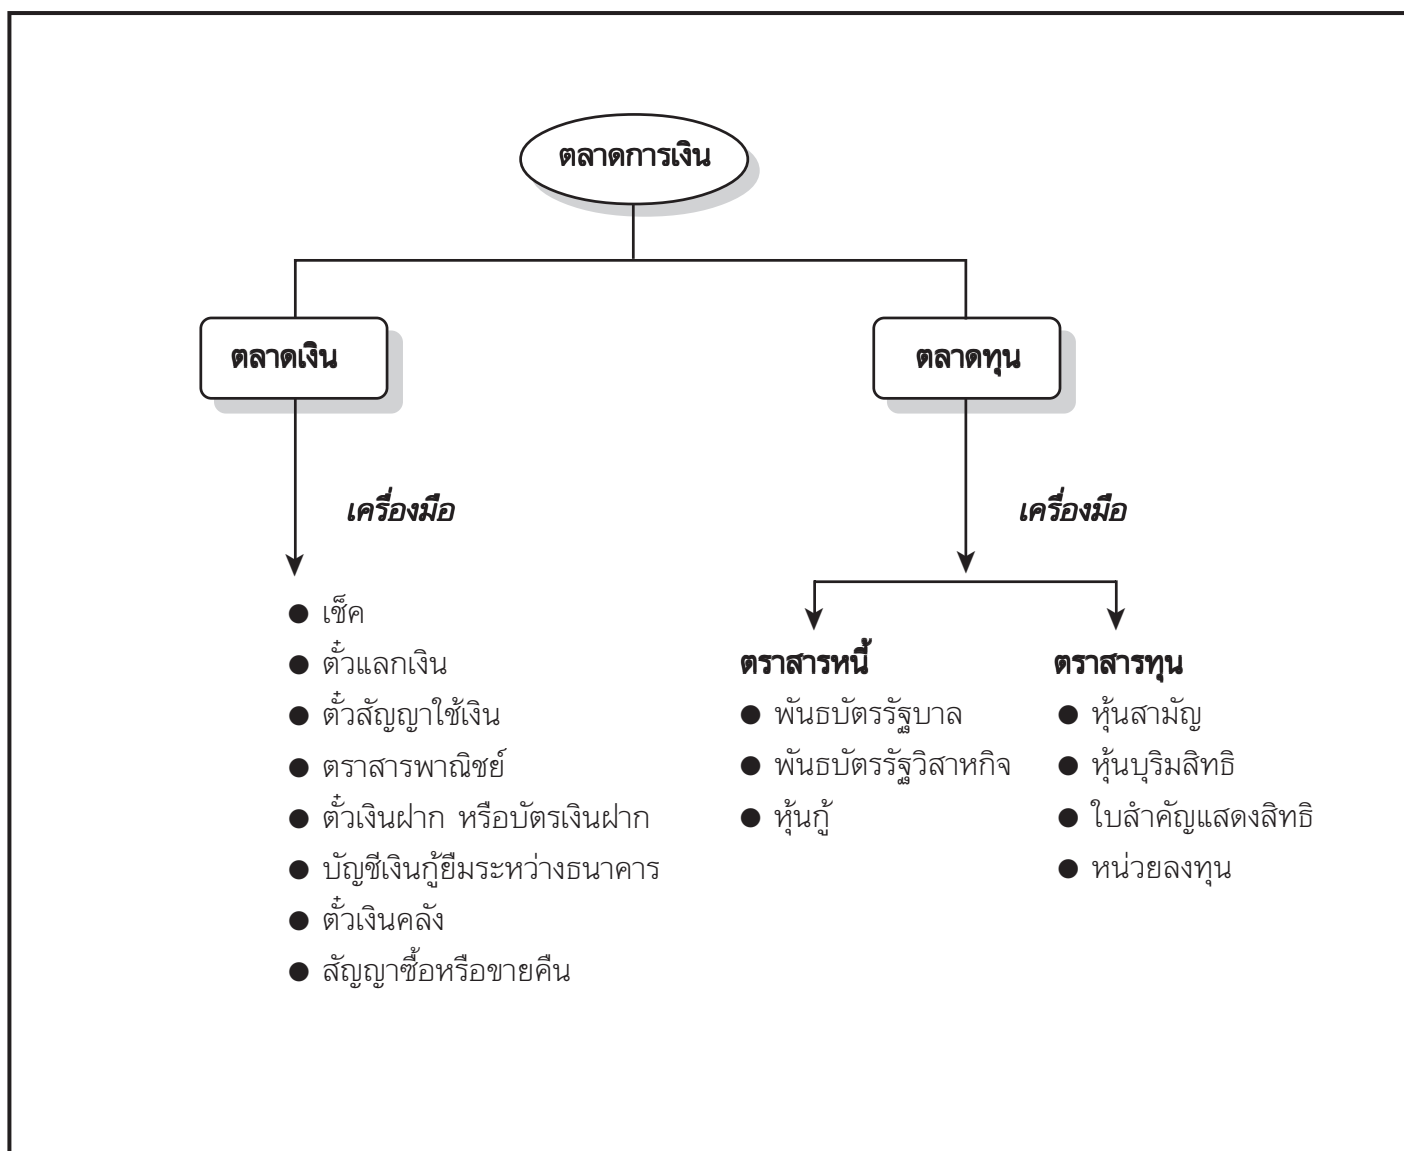 ตลาดการเงิน
ตลาดเงิน
ตลาดทุน
เครื่องมือ
เครื่องมือ
● เช็ค
● ตั๋วแลกเงิน
● ตั๋วสัญญาใช้เงิน
● ตราสารพาณิชย์
● ตั๋วเงินฝาก หรือบัตรเงินฝาก
● บัญชีเงินกู้ยืมระหว่างธนาคาร
● ตั๋วเงินคลัง
● สัญญาซื้อหรือขายคืน
ตราสารหนี้
● พันธบัตรรัฐบาล
● พันธบัตรรัฐวิสาหกิจ
● หุ้นกู้
ตราสารทุน
● หุ้นสามัญ
● หุ้นบุริมสิทธิ
● ใบสำคัญแสดงสิทธิ
● หน่วยลงทุน